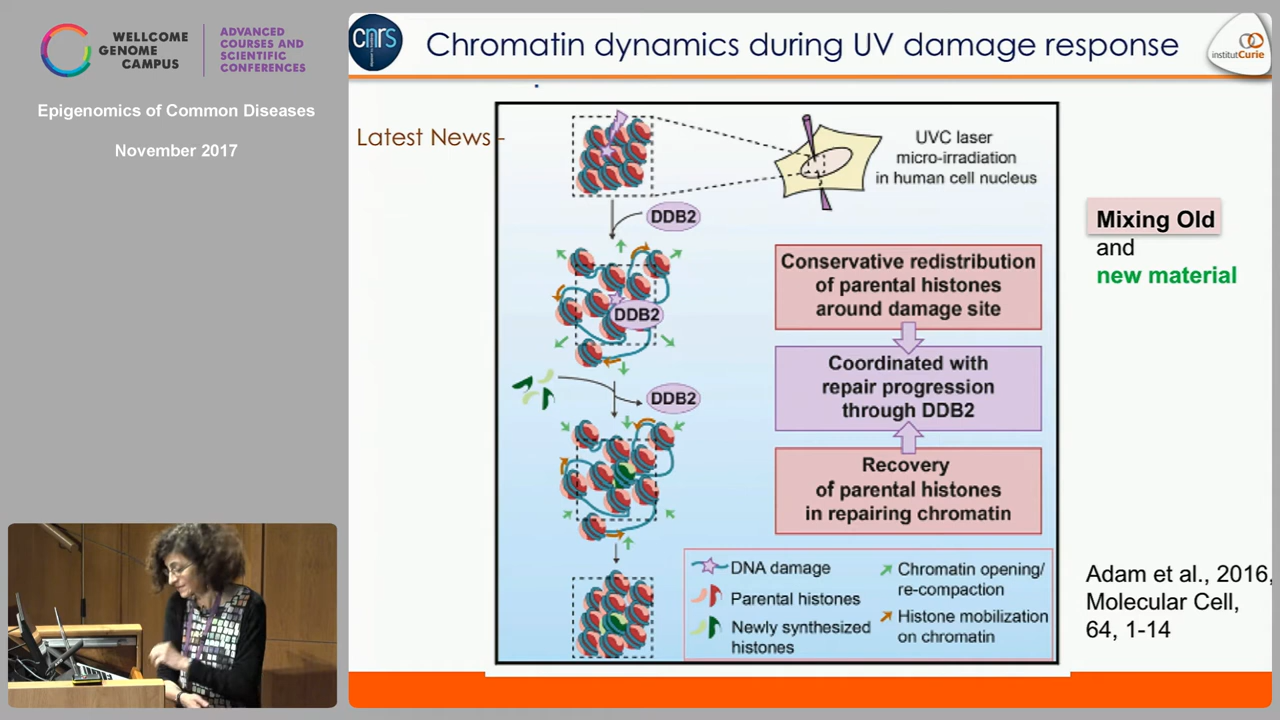 WELLCOME
GENOME
CAMPUS
ADVANCED
COURSES AND
SCIENTIFIC
CONFERENCES
Epigenomics of Common Diseases
November 2017
cnrs
Chromatin dynamics during UV damage response
institutCurie
Latest News -
UVC laser
micro-irradiation
in human cell nucleus
DDB2
DDB2
DDB2
Conservative redistribution
of parental histones
around damage site
Coordinated with
repair progression
through DDB2
Recovery
of parental histones
in repairing chromatin
DNA damage
Parental histones
Newly synthesized
histones
Chromatin opening/
re-compaction
Histone mobilization
on chromatin
Mixing Old
and
new material
Adam et al., 2016,
Molecular Cell,
64, 1-14